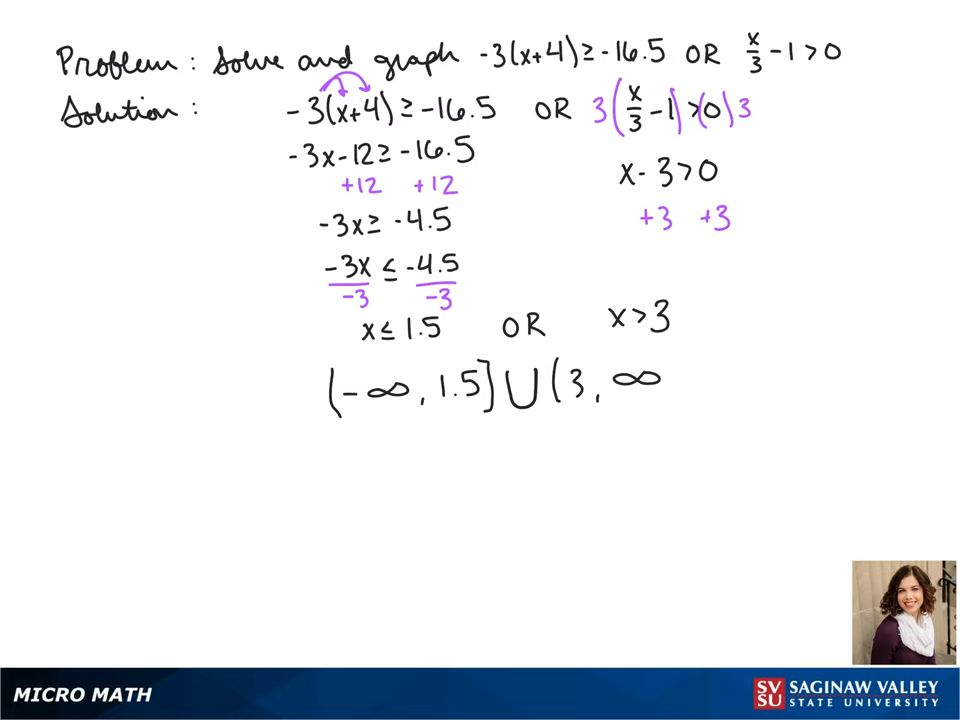 Problem: Solve and graph -3(x+4) ≥ -16.5 OR x/3 - 1 > 0
Solution: -3(x+4) ≥ -16.5 OR 3(x/3 - 1) > (0)3
-3x - 12 ≥ -16.5
+12 +12
x - 3 > 0
-3x ≥ -4.5
+3 +3
-3x ≤ -4.5
-3 -3
x ≤ 1.5 OR x > 3
(-∞, 1.5] ∪ (3, ∞
MICRO MATH
SV SU SAGINAW VALLEY
STATE UNIVERSITY